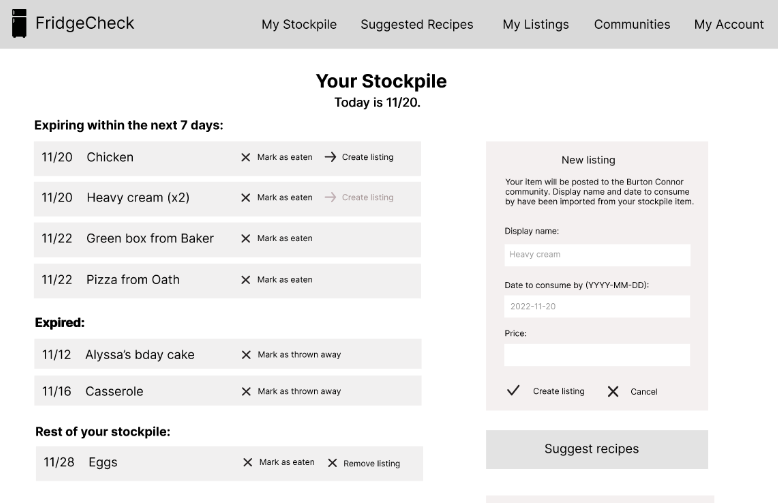 FridgeCheck
My Stockpile Suggested Recipes My Listings Communities My Account
Your Stockpile
Today is 11/20.
Expiring within the next 7 days:
11/20 Chicken Mark as eaten Create listing
11/20 Heavy cream (x2) Mark as eaten Create listing
11/22 Green box from Baker Mark as eaten
11/22 Pizza from Oath Mark as eaten
Expired:
11/12 Alyssa's bday cake Mark as thrown away
11/16 Casserole Mark as thrown away
Rest of your stockpile:
11/28 Eggs Mark as eaten Remove listing
New listing
Your item will be posted to the Burton Connor
community. Display name and date to consume
by have been imported from your stockpile item.
Display name:
Heavy cream
Date to consume by (YYYY-MM-DD):
2022-11-20
Price:
Create listing Cancel
Suggest recipes